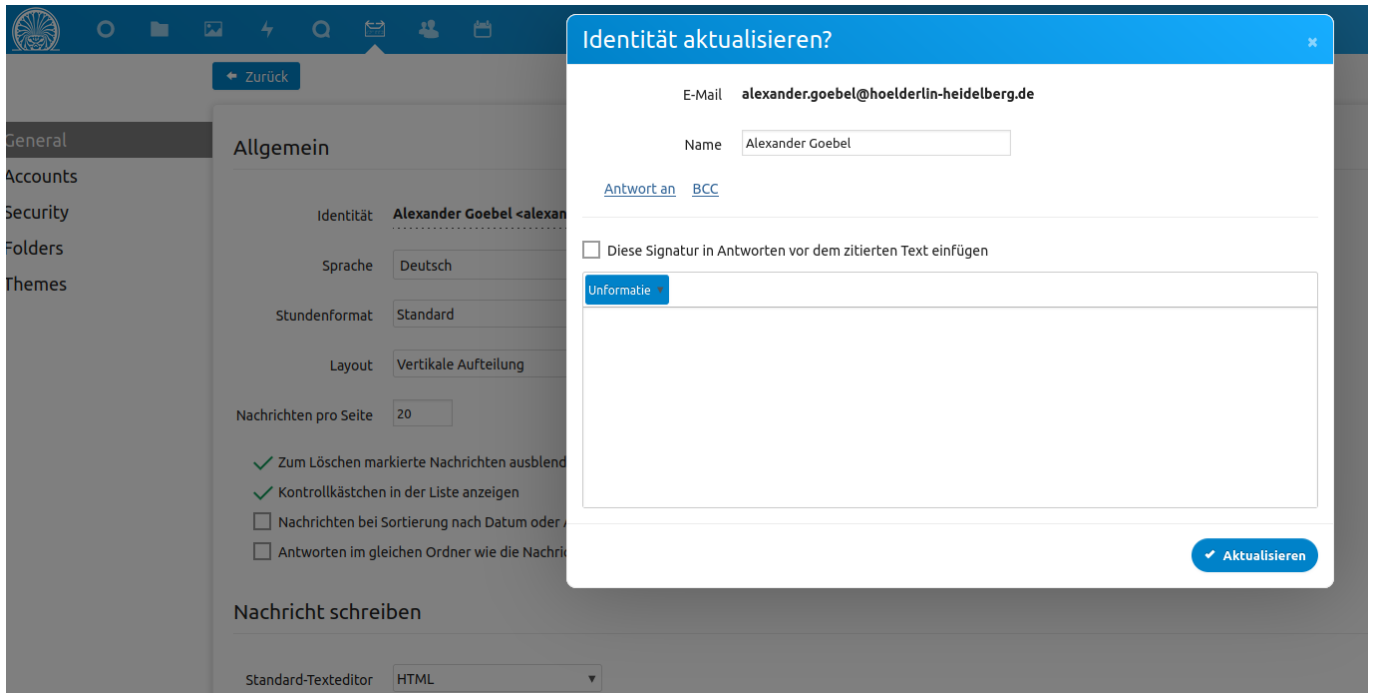 Identität aktualisieren?
×
Zurück
E-Mail alexander.goebel@hoelderlin-heidelberg.de
General
Accounts
Security
Folders
Themes
Allgemein
Name Alexander Goebel
Antwort an BCC
Identität Alexander Goebel <alexan
Sprache Deutsch
Stundenformat Standard
Layout Vertikale Aufteilung
Nachrichten pro Seite 20
Zum Löschen markierte Nachrichten ausblend
Kontrollkästchen in der Liste anzeigen
Nachrichten bei Sortierung nach Datum oder
Antworten im gleichen Ordner wie die Nachri
Diese Signatur in Antworten vor dem zitierten Text einfügen
Unformatie
Aktualisieren
Nachricht schreiben
Standard-Texteditor HTML